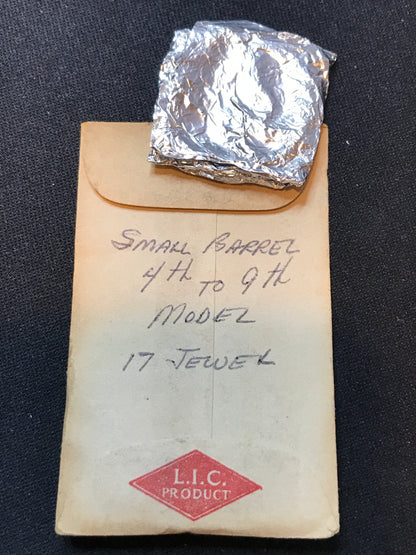 SMALL BARREL
4th TO 9th
MODEL
17 JEWEL
L.I.C.
PRODUCT